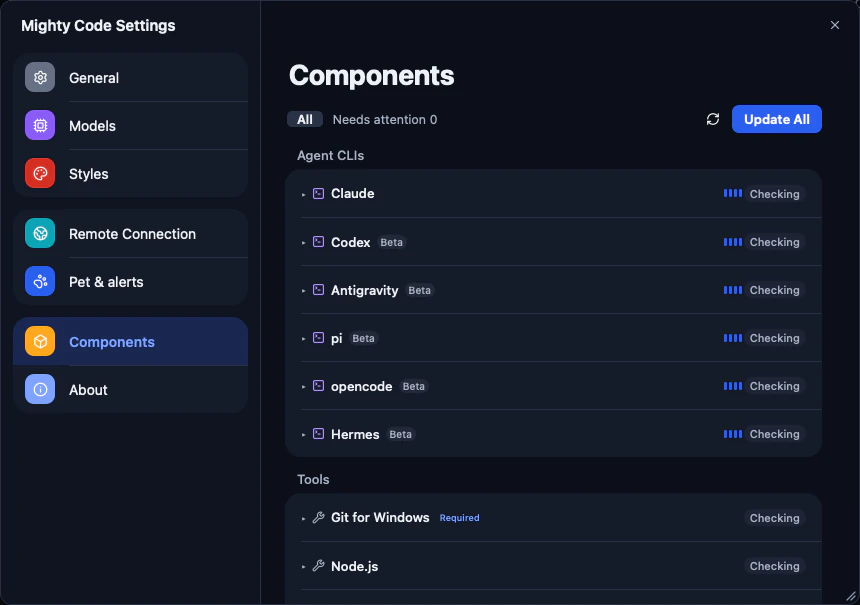 Mighty Code Settings
General
Models
Styles
Remote Connection
Pet & alerts
Components
About
Components
All Needs attention 0
Update All
Agent CLIs
Claude Checking
Codex Beta Checking
Antigravity Beta Checking
pi Beta Checking
opencode Beta Checking
Hermes Beta Checking
Tools
Git for Windows Required Checking
Node.js Checking